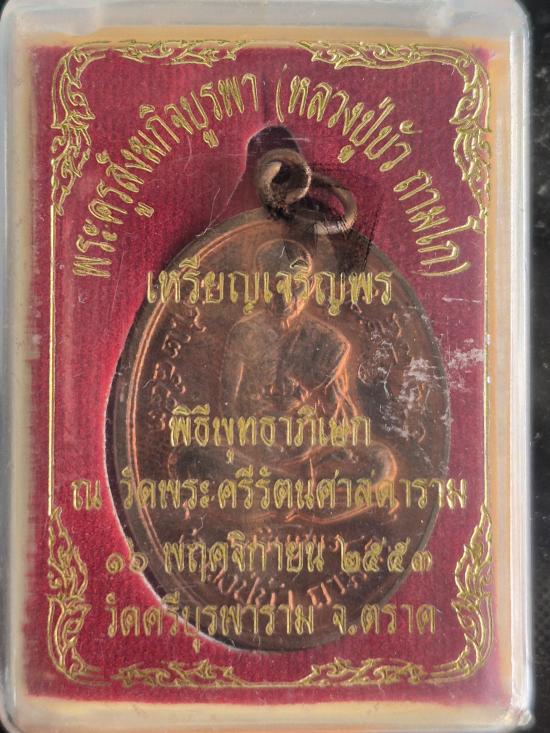 พระครูสังฆกิจบูรพา (หลวงปู่บัว ถามโก)
เหรียญเจริญพร
พิธีพุทธาภิเษก
ณ วัดพระศรีรัตนศาสดาราม
๑๖ พฤศจิกายน ๒๕๕๓
วัดศรีบูรพาราม จ.ตราด